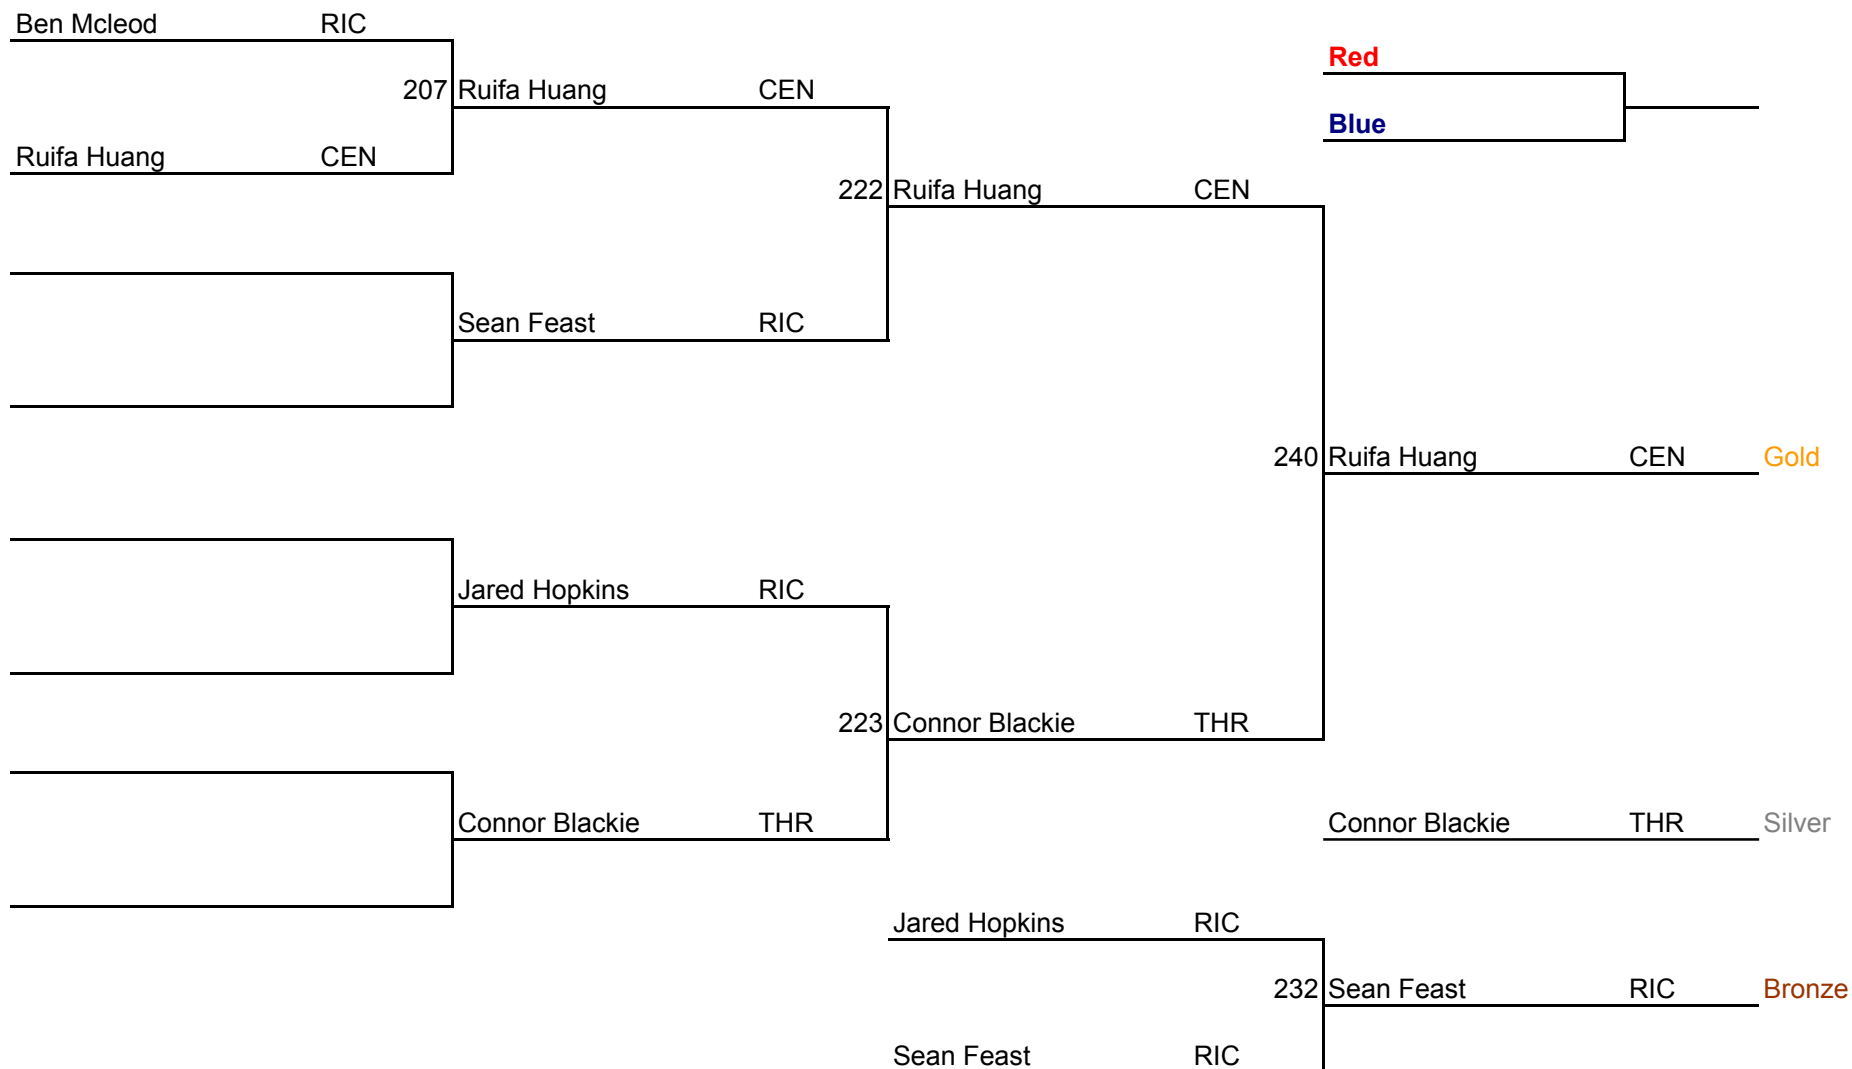 Ben Mcleod RIC
Red
207 Ruifa Huang CEN
Blue
Ruifa Huang CEN
222 Ruifa Huang CEN
Sean Feast RIC
240 Ruifa Huang CEN Gold
Jared Hopkins RIC
223 Connor Blackie THR
Connor Blackie THR
Connor Blackie THR Silver
Jared Hopkins RIC
232 Sean Feast RIC Bronze
Sean Feast RIC